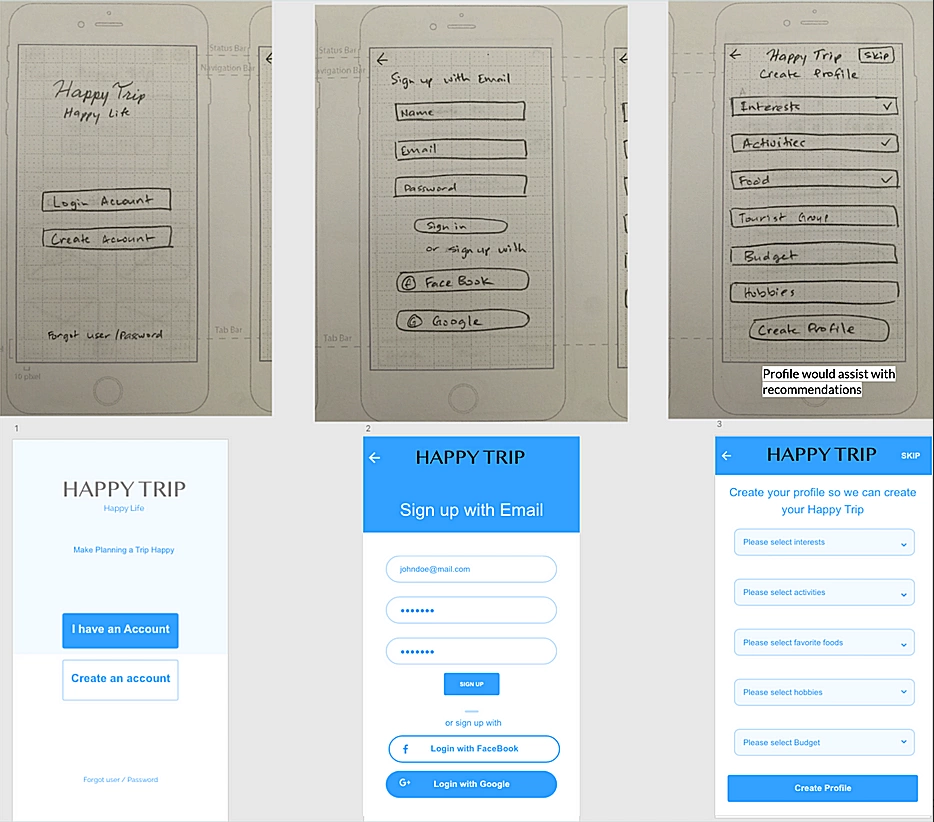 Status Bar
Navigation Bar
Happy Trip
Happy Life
Login Account
Create Account
Forgot user / Password
Tab Bar
10 pixel
Status Bar
Navigation Bar
Sign up with Email
Name
Email
Password
Sign in
or sign up with
f Face Book
G Google
Tab Bar
Happy Trip
SKIP
Create Profile
Interests
Activities
Food
Tourist Group
Budget
Hobbies
Create Profile
Profile would assist with
recommendations
1
HAPPY TRIP
Happy Life
Make Planning a Trip Happy
I have an Account
Create an account
Forgot user / Password
2
HAPPY TRIP
Sign up with Email
johndoe@mail.com
•••••••
•••••••
SIGN UP
or sign up with
f Login with FaceBook
G+ Login with Google
3
HAPPY TRIP
SKIP
Create your profile so we can create
your Happy Trip
Please select interests
Please select activities
Please select favorite foods
Please select hobbies
Please select Budget
Create Profile